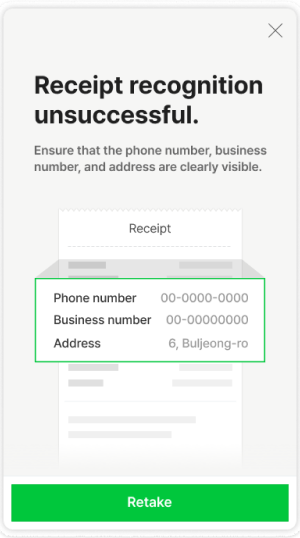 Receipt recognition
unsuccessful.
Ensure that the phone number, business
number, and address are clearly visible.
Receipt
Phone number 00-0000-0000
Business number 00-00000000
Address 6, Buljeong-ro
Retake